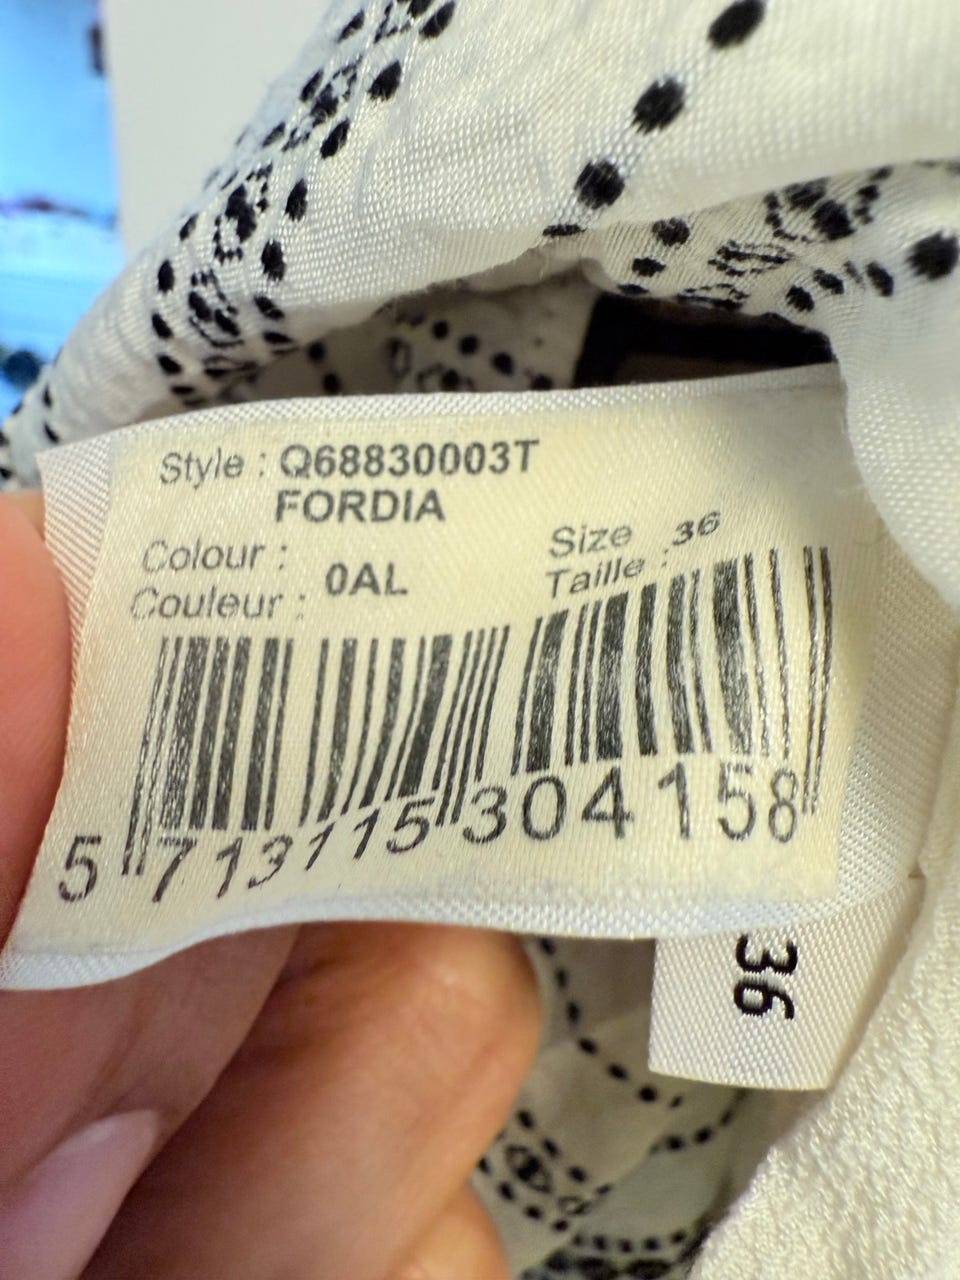 Style : Q68830003T
FORDIA
Colour :
Couleur : 0AL
Size
Taille : 36
5 713115 304158
36